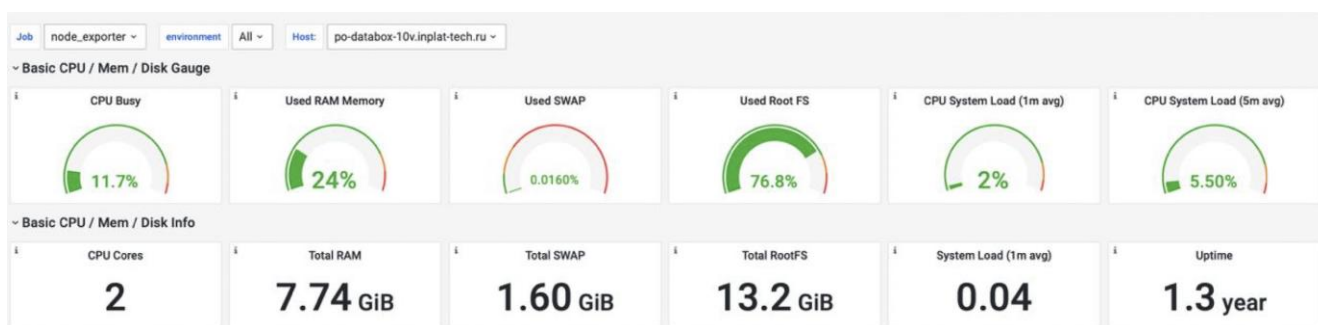 Job node_exporter environment All Host: po-databox-10v.inplat-tech.ru
Basic CPU / Mem / Disk Gauge
CPU Busy Used RAM Memory Used SWAP Used Root FS CPU System Load (1m avg) CPU System Load (5m avg)
11.7% 24% 0.0160% 76.8% 2% 5.50%
Basic CPU / Mem / Disk Info
CPU Cores Total RAM Total SWAP Total RootFS System Load (1m avg) Uptime
2 7.74 GiB 1.60 GiB 13.2 GiB 0.04 1.3 year